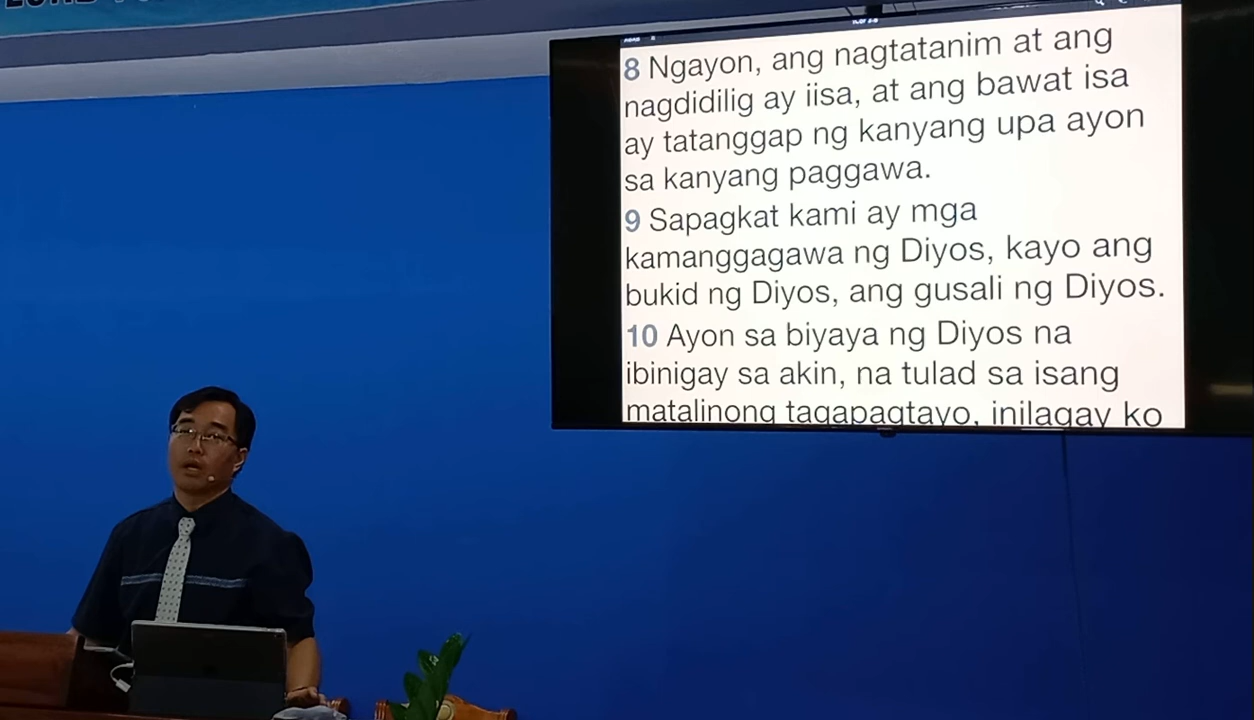 8 Ngayon, ang nagtatanim at ang
nagdidilig ay iisa, at ang bawat isa
ay tatanggap ng kanyang upa ayon
sa kanyang paggawa.
9 Sapagkat kami ay mga
kamanggagawa ng Diyos, kayo ang
bukid ng Diyos, ang gusali ng Diyos.
10 Ayon sa biyaya ng Diyos na
ibinigay sa akin, na tulad sa isang
matalinong tagapagtayo, inilagay ko